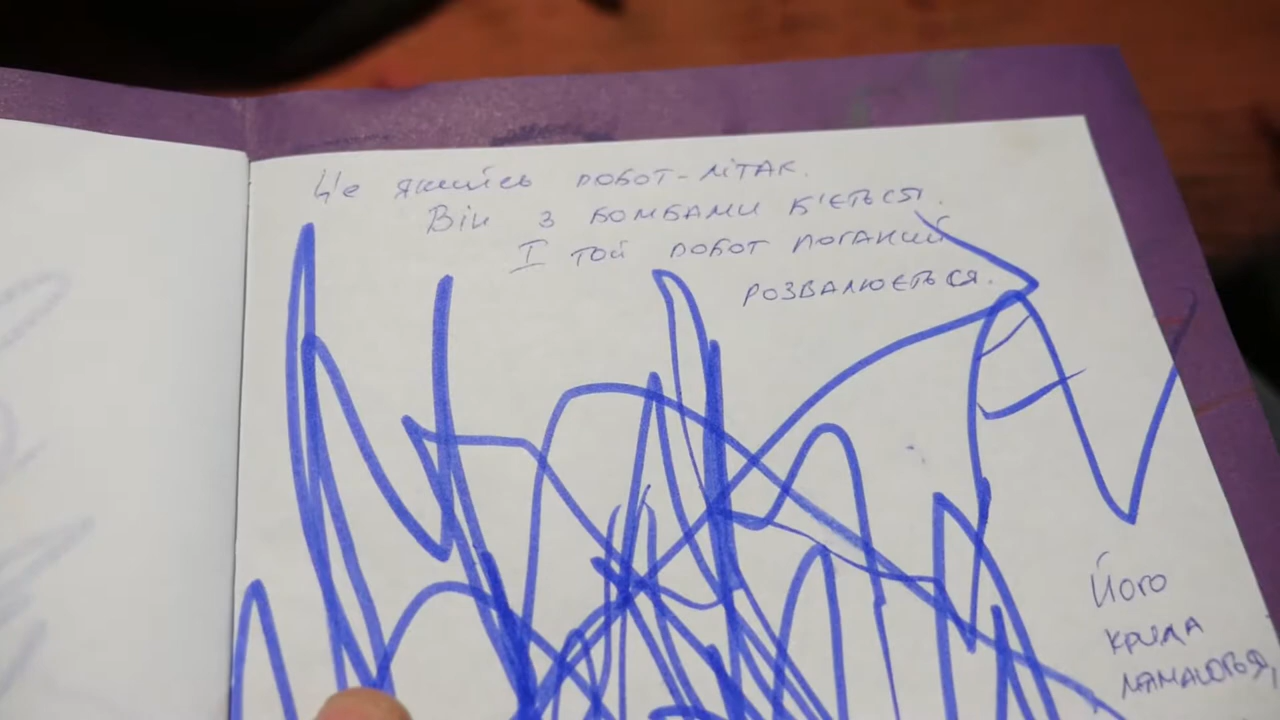 Це якийсь робот-літак.
Він з бомбами б'ється.
І той робот поганий
розвалюється.
Його
крила
ламаються,